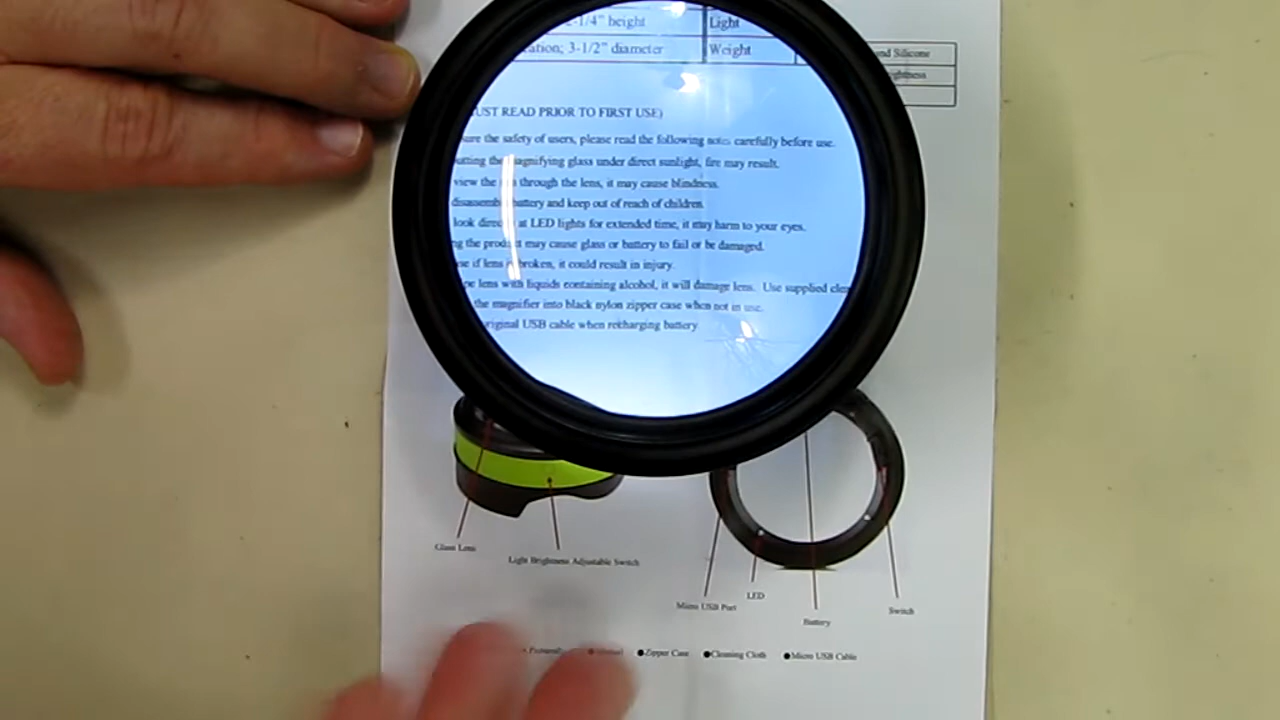 2-1/4" height Light
ation; 3-1/2" diameter Weight and Silicone
ghtness
UST READ PRIOR TO FIRST USE)
ure the safety of users, please read the following notes carefully before use.
utting the magnifying glass under direct sunlight, fire may result.
view the through the lens, it may cause blindness.
disassemb battery and keep out of reach of children.
look direc at LED lights for extended time, it may harm to your eyes.
ng the product may cause glass or battery to fail or be damaged.
se if lens broken, it could result in injury.
pe lens with liquids containing alcohol, it will damage lens. Use supplied clea
the magnifier into black nylon zipper case when not in use.
riginal USB cable when recharging battery
Glass Lens
Light Brightness Adjustable Switch
LED
Micro USB Port
Switch
Battery
●Zipper Case ●Cleaning Cloth ●Micro USB Cable